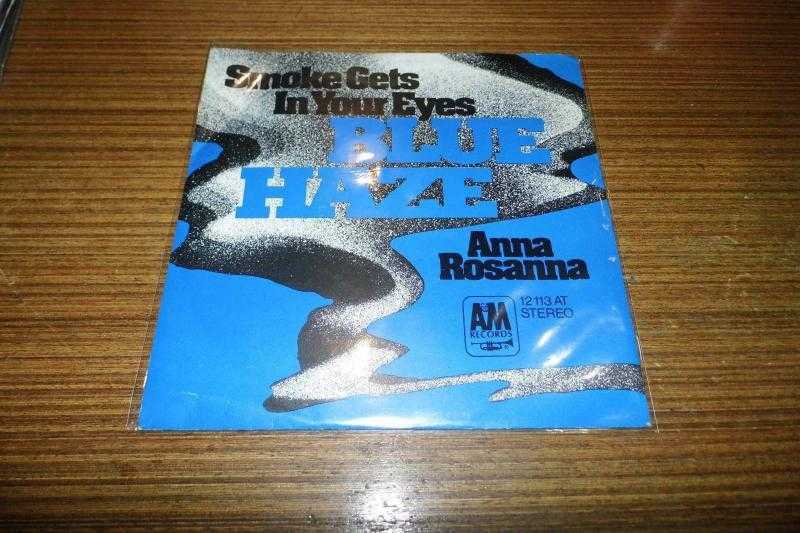 Smoke Gets
In Your Eyes
BLUE
HAZE
Anna
Rosanna
A&M
RECORDS
12 113 AT
STEREO